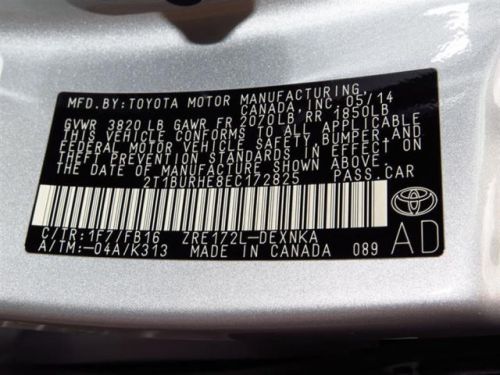 MFD.BY:TOYOTA MOTOR MANUFACTURING,
CANADA, INC. 05/14
GVWR 3820 LB GAWR FR 2070LB,RR 1850LB
THIS VEHICLE CONFORMS TO ALL APPLICABLE
FEDERAL MOTOR VEHICLE SAFETY, BUMPER AND
THEFT PREVENTION STANDARDS IN EFFECT
THE DATE OF MANUFACTURE SHOWN ABOVE.
2T1BURHE8EC172825 PASS.CAR
C/TR:1F7/FB16 ZRE172L-DEXNKA
A/TM:-04A/K313 MADE IN CANADA 089
AD